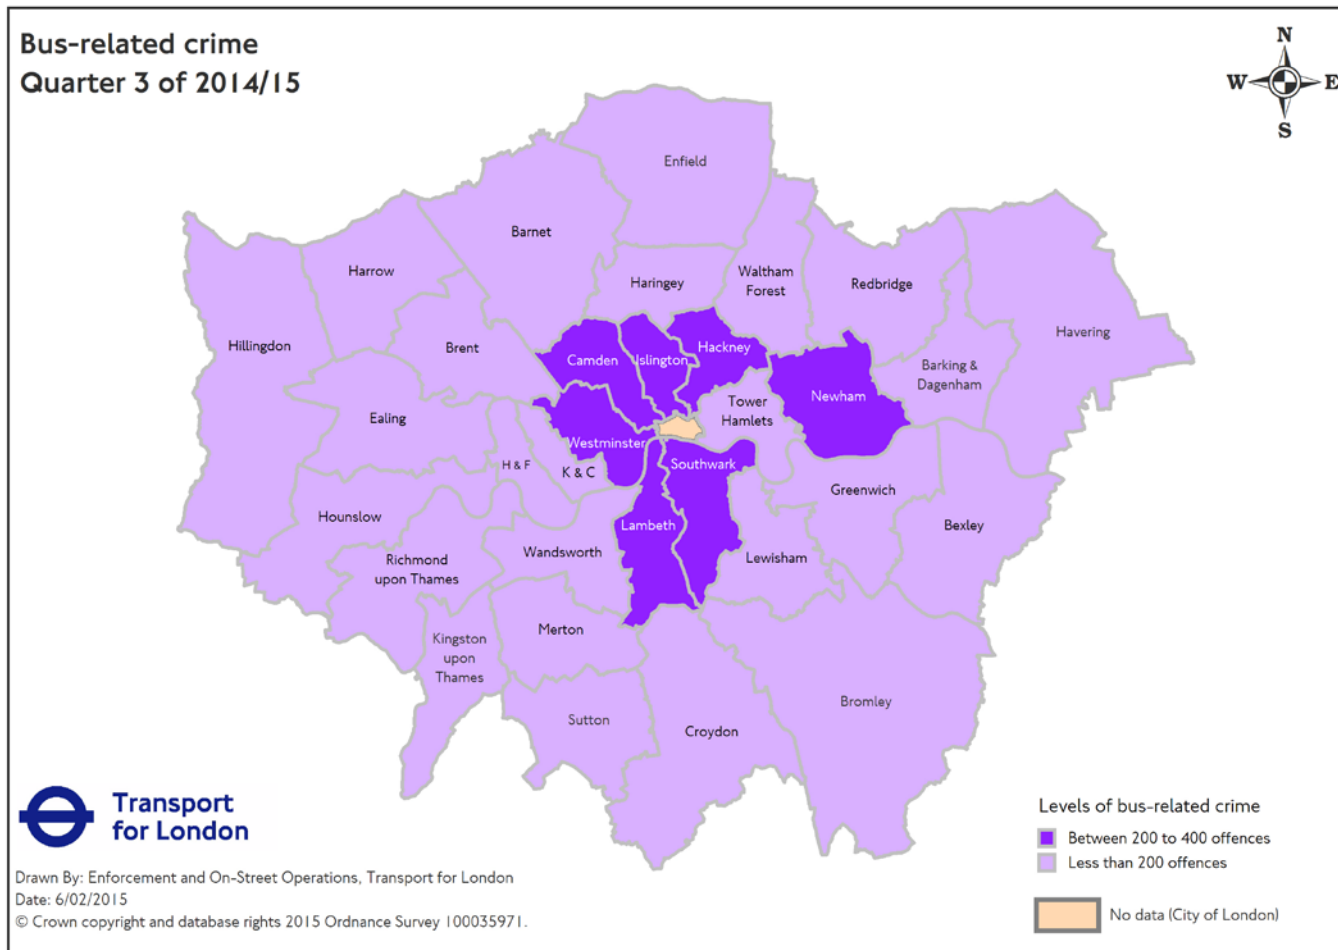 Bus-related crime
Quarter 3 of 2014/15
N
W
E
S
Enfield
Barnet
Harrow
Haringey
Waltham
Forest
Redbridge
Havering
Hillingdon
Brent
Camden
Islington
Hackney
Barking &
Dagenham
Newham
Ealing
Tower
Hamlets
Westminster
H & F
K & C
Southwark
Greenwich
Hounslow
Lambeth
Bexley
Richmond
upon Thames
Wandsworth
Lewisham
Kingston
upon
Thames
Merton
Bromley
Sutton
Croydon
Transport
for London
Levels of bus-related crime
Between 200 to 400 offences
Less than 200 offences
No data (City of London)
Drawn By: Enforcement and On-Street Operations, Transport for London
Date: 6/02/2015
© Crown copyright and database rights 2015 Ordnance Survey 100035971.